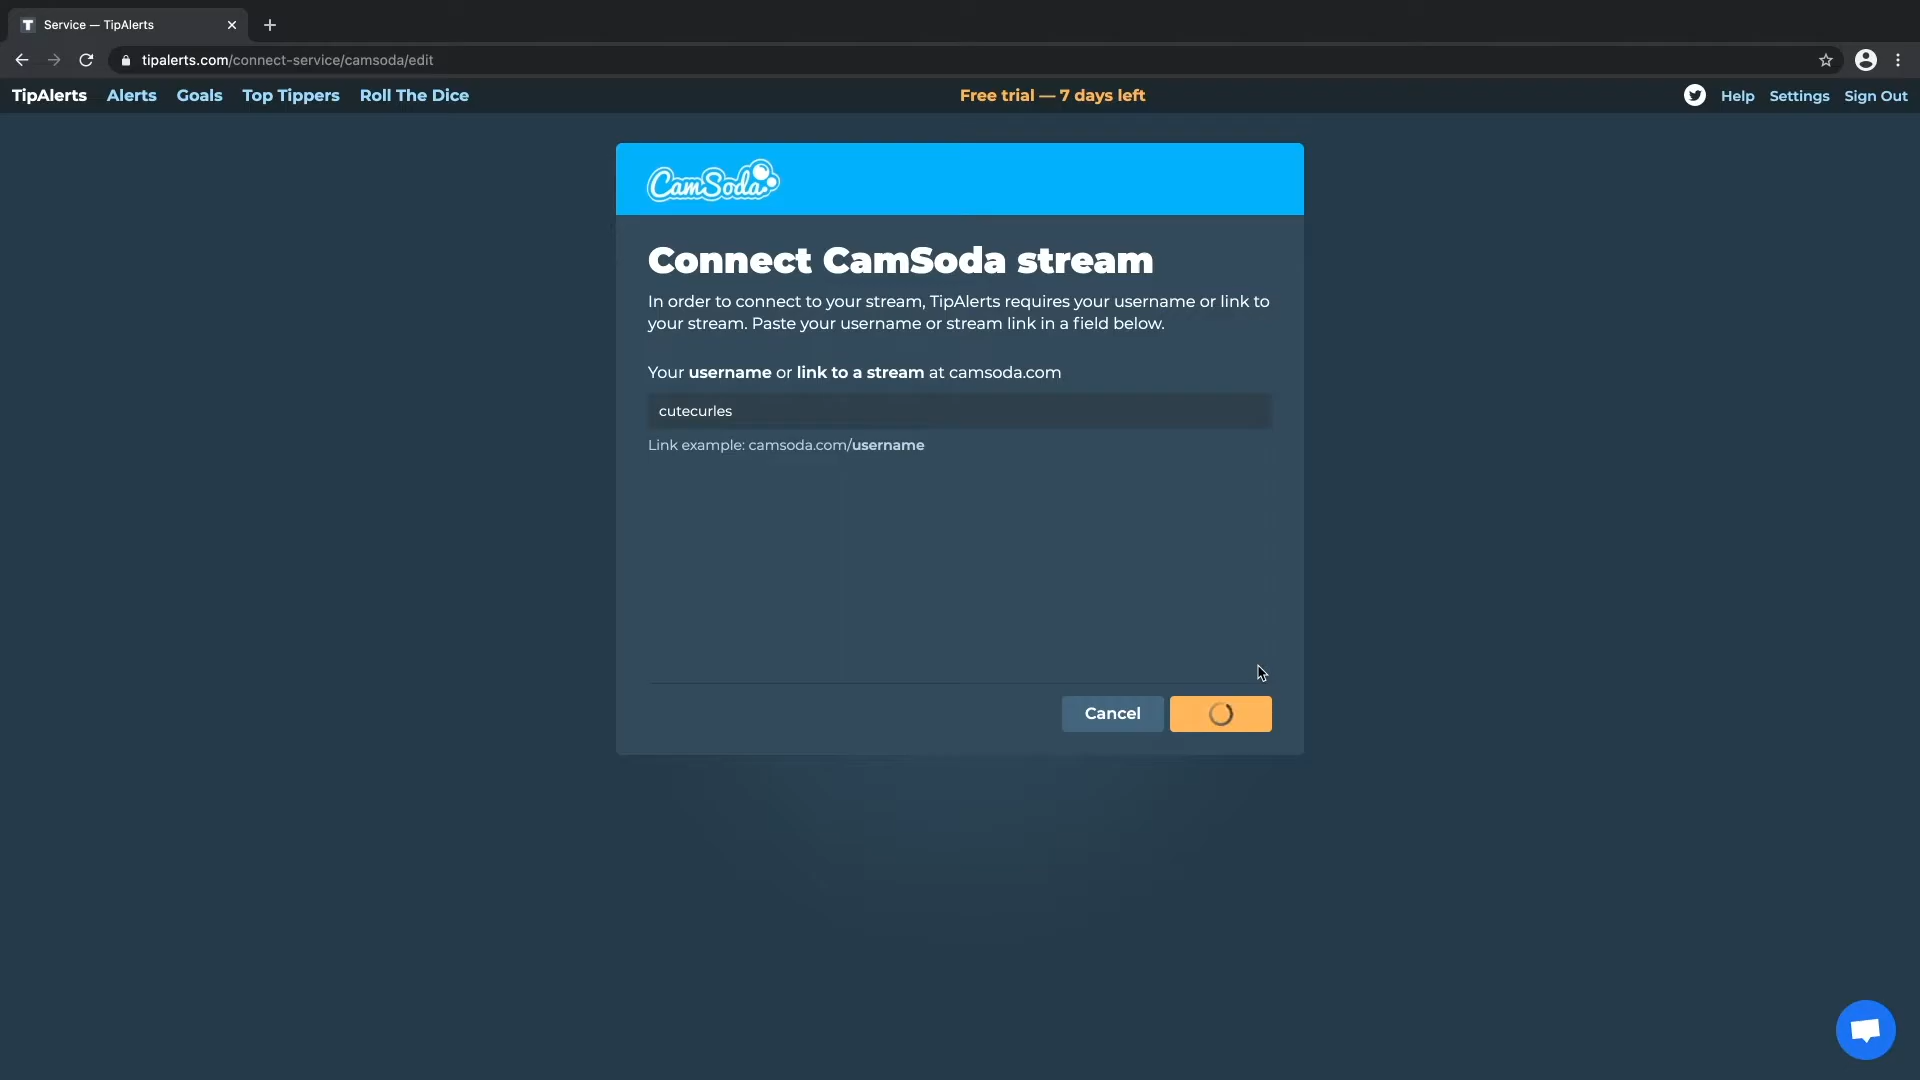 Service — TipAlerts
tipalerts.com/connect-service/camsoda/edit
TipAlerts Alerts Goals Top Tippers Roll The Dice Free trial — 7 days left Help Settings Sign Out
CamSoda
Connect CamSoda stream
In order to connect to your stream, TipAlerts requires your username or link to
your stream. Paste your username or stream link in a field below.
Your username or link to a stream at camsoda.com
cutecurles
Link example: camsoda.com/username
Cancel